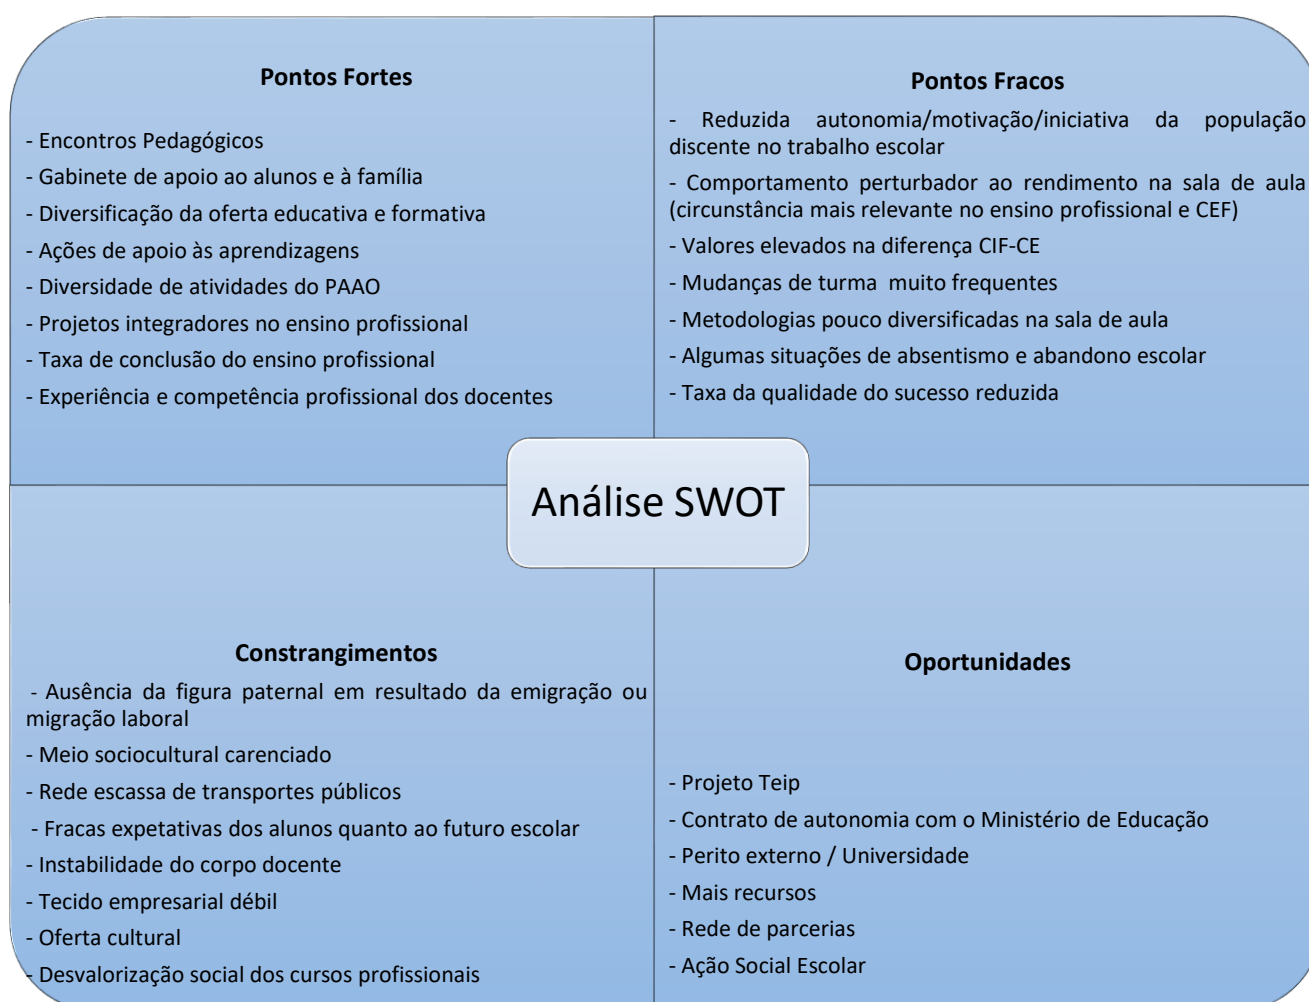 Pontos Fortes
- Encontros Pedagógicos
- Gabinete de apoio ao alunos e à família
- Diversificação da oferta educativa e formativa
- Ações de apoio às aprendizagens
- Diversidade de atividades do PAAO
- Projetos integradores no ensino profissional
- Taxa de conclusão do ensino profissional
- Experiência e competência profissional dos docentes
Pontos Fracos
- Reduzida autonomia/motivação/iniciativa da população
discente no trabalho escolar
- Comportamento perturbador ao rendimento na sala de aula
(circunstância mais relevante no ensino profissional e CEF)
- Valores elevados na diferença CIF-CE
- Mudanças de turma muito frequentes
- Metodologias pouco diversificadas na sala de aula
- Algumas situações de absentismo e abandono escolar
- Taxa da qualidade do sucesso reduzida
Análise SWOT
Constrangimentos
- Ausência da figura paternal em resultado da emigração ou
migração laboral
- Meio sociocultural carenciado
- Rede escassa de transportes públicos
- Fracas expetativas dos alunos quanto ao futuro escolar
- Instabilidade do corpo docente
- Tecido empresarial débil
- Oferta cultural
- Desvalorização social dos cursos profissionais
Oportunidades
- Projeto Teip
- Contrato de autonomia com o Ministério de Educação
- Perito externo / Universidade
- Mais recursos
- Rede de parcerias
- Ação Social Escolar